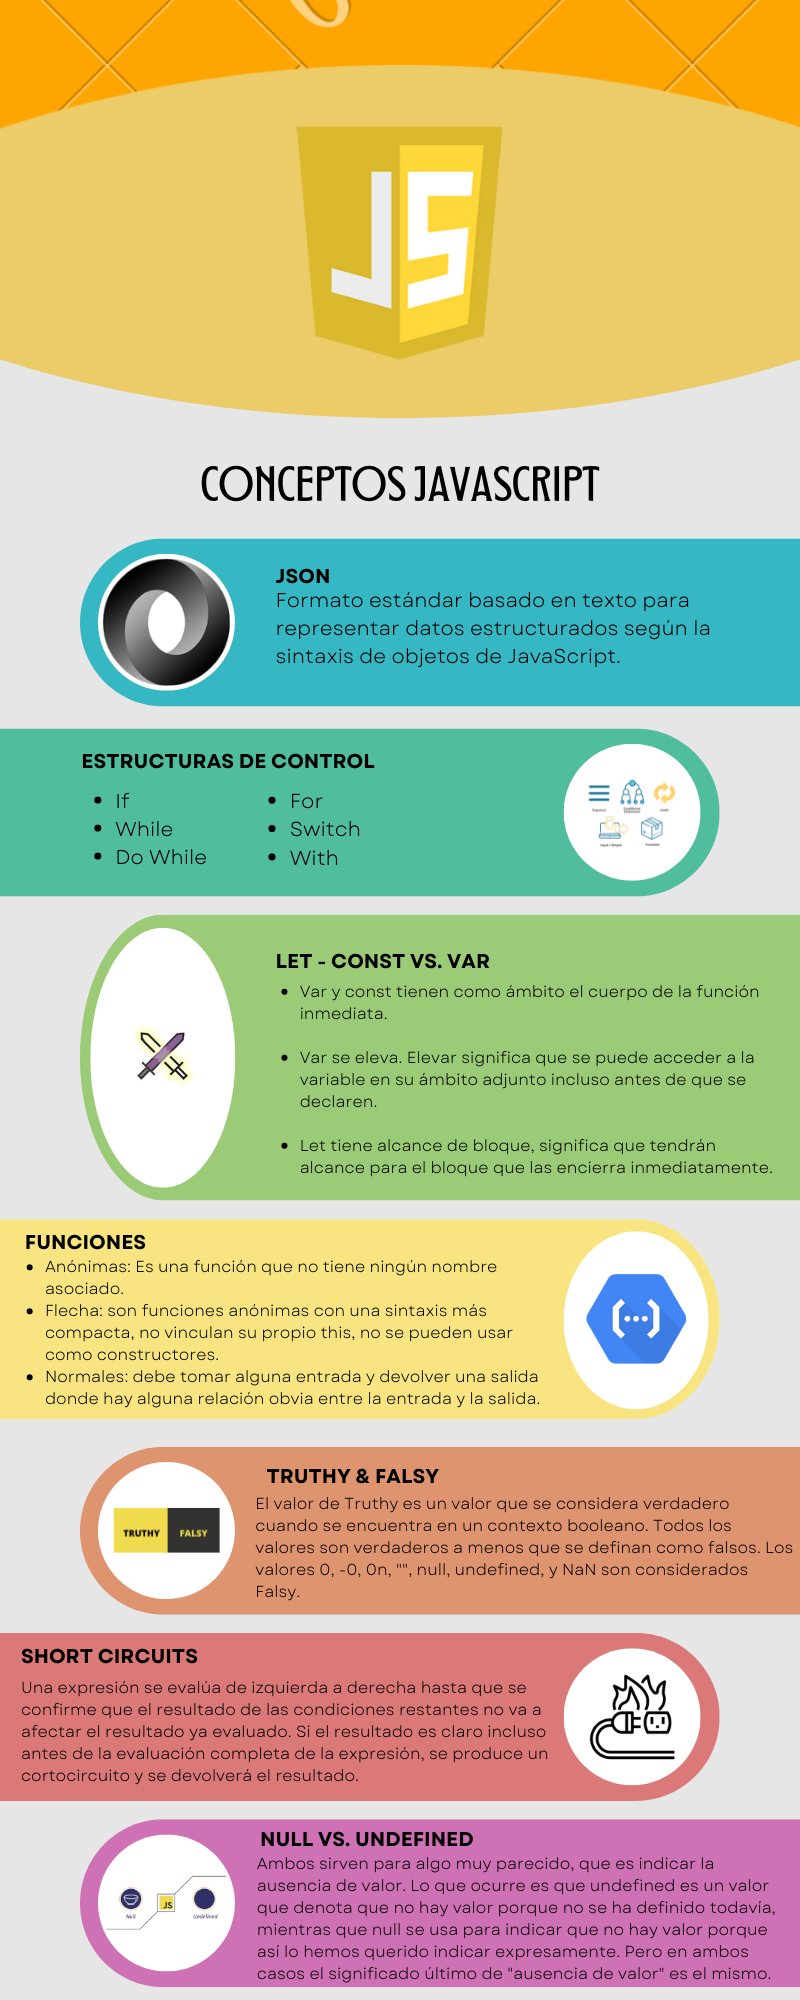 JS
CONCEPTOS JAVASCRIPT
JSON
Formato estándar basado en texto para
representar datos estructurados según la
sintaxis de objetos de JavaScript.
ESTRUCTURAS DE CONTROL
• If
• While
• Do While
• For
• Switch
• With
LET - CONST VS. VAR
• Var y const tienen como ámbito el cuerpo de la función
inmediata.
• Var se eleva. Elevar significa que se puede acceder a la
variable en su ámbito adjunto incluso antes de que se
declaren.
• Let tiene alcance de bloque, significa que tendrán
alcance para el bloque que las encierra inmediatamente.
FUNCIONES
• Anónimas: Es una función que no tiene ningún nombre
asociado.
• Flecha: son funciones anónimas con una sintaxis más
compacta, no vinculan su propio this, no se pueden usar
como constructores.
• Normales: debe tomar alguna entrada y devolver una salida
donde hay alguna relación obvia entre la entrada y la salida.
TRUTHY FALSY
TRUTHY & FALSY
El valor de Truthy es un valor que se considera verdadero
cuando se encuentra en un contexto booleano. Todos los
valores son verdaderos a menos que se definan como falsos. Los
valores 0, -0, 0n, "", null, undefined, y NaN son considerados
Falsy.
SHORT CIRCUITS
Una expresión se evalúa de izquierda a derecha hasta que se
confirme que el resultado de las condiciones restantes no va a
afectar el resultado ya evaluado. Si el resultado es claro incluso
antes de la evaluación completa de la expresión, se produce un
cortocircuito y se devolverá el resultado.
Null JS Undefined
NULL VS. UNDEFINED
Ambos sirven para algo muy parecido, que es indicar la
ausencia de valor. Lo que ocurre es que undefined es un valor
que denota que no hay valor porque no se ha definido todavía,
mientras que null se usa para indicar que no hay valor porque
así lo hemos querido indicar expresamente. Pero en ambos
casos el significado último de "ausencia de valor" es el mismo.